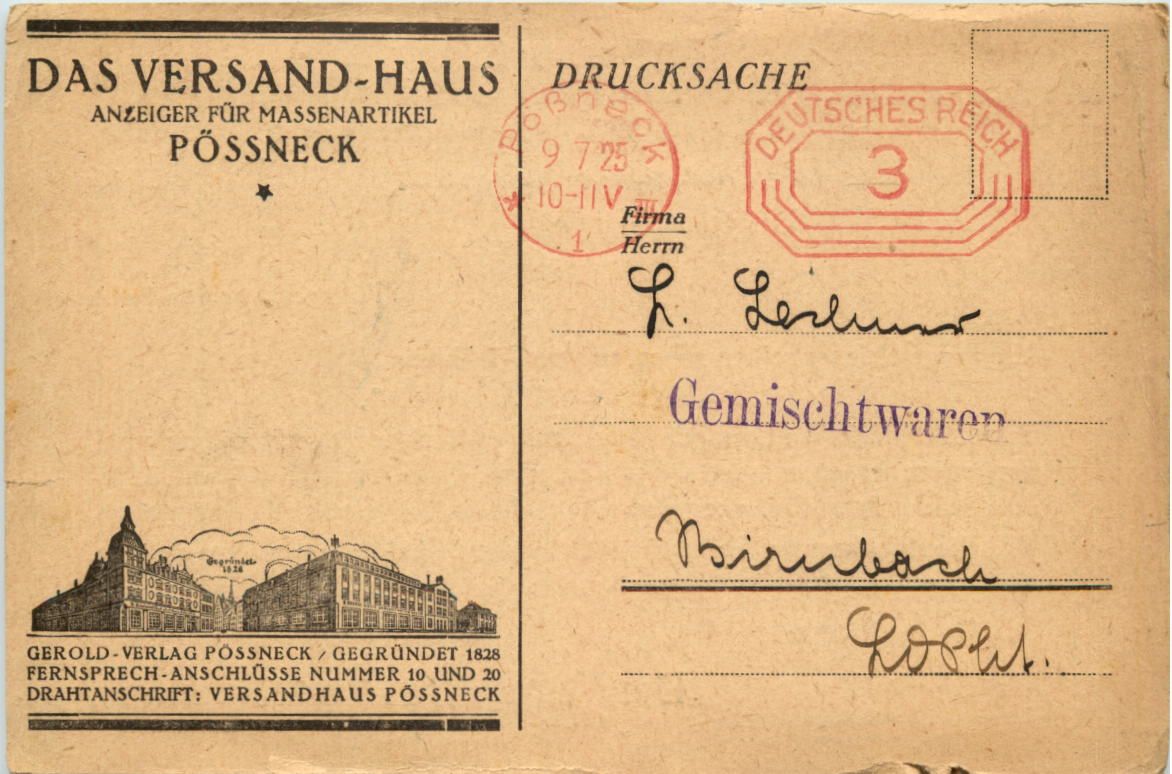 DAS VERSAND-HAUS
ANZEIGER FÜR MASSENARTIKEL
PÖSSNECK
Gegründet
1828
GEROLD-VERLAG PÖSSNECK / GEGRÜNDET 1828
FERNSPRECH-ANSCHLÜSSE NUMMER 10 UND 20
DRAHTANSCHRIFT: VERSANDHAUS PÖSSNECK
DRUCKSACHE
Pößneck
9 7 25
10-11 V
III
1
DEUTSCHES REICH
3
Firma
Herrn
L.
Gemischtwaren
Birnbach